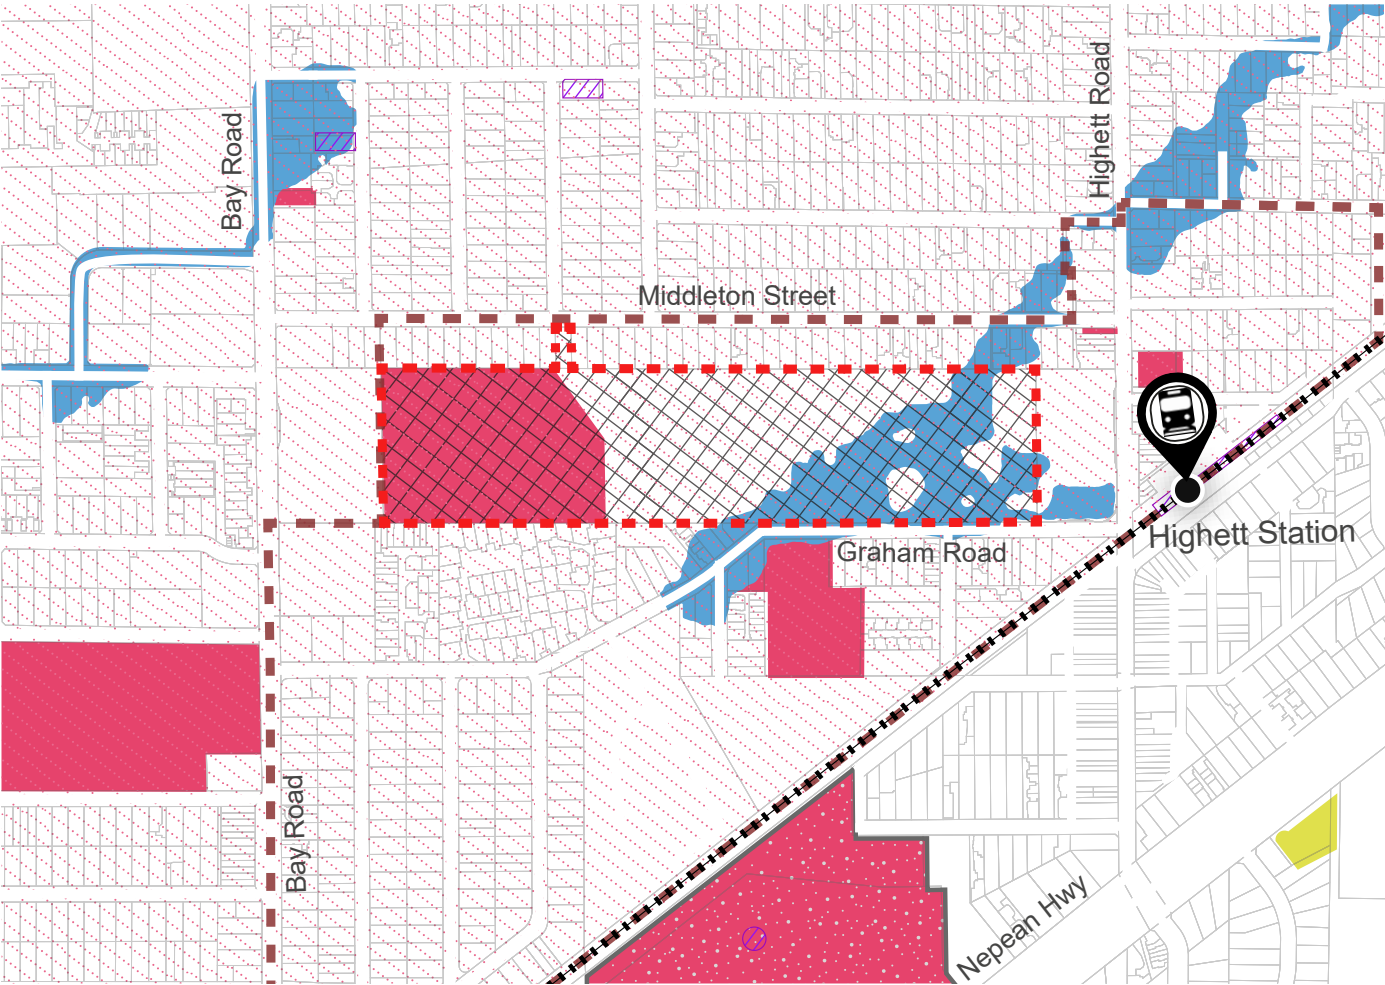 Highett Road
Bay Road
Middleton Street
Highett Station
Graham Road
Bay Road
Nepean Hwy